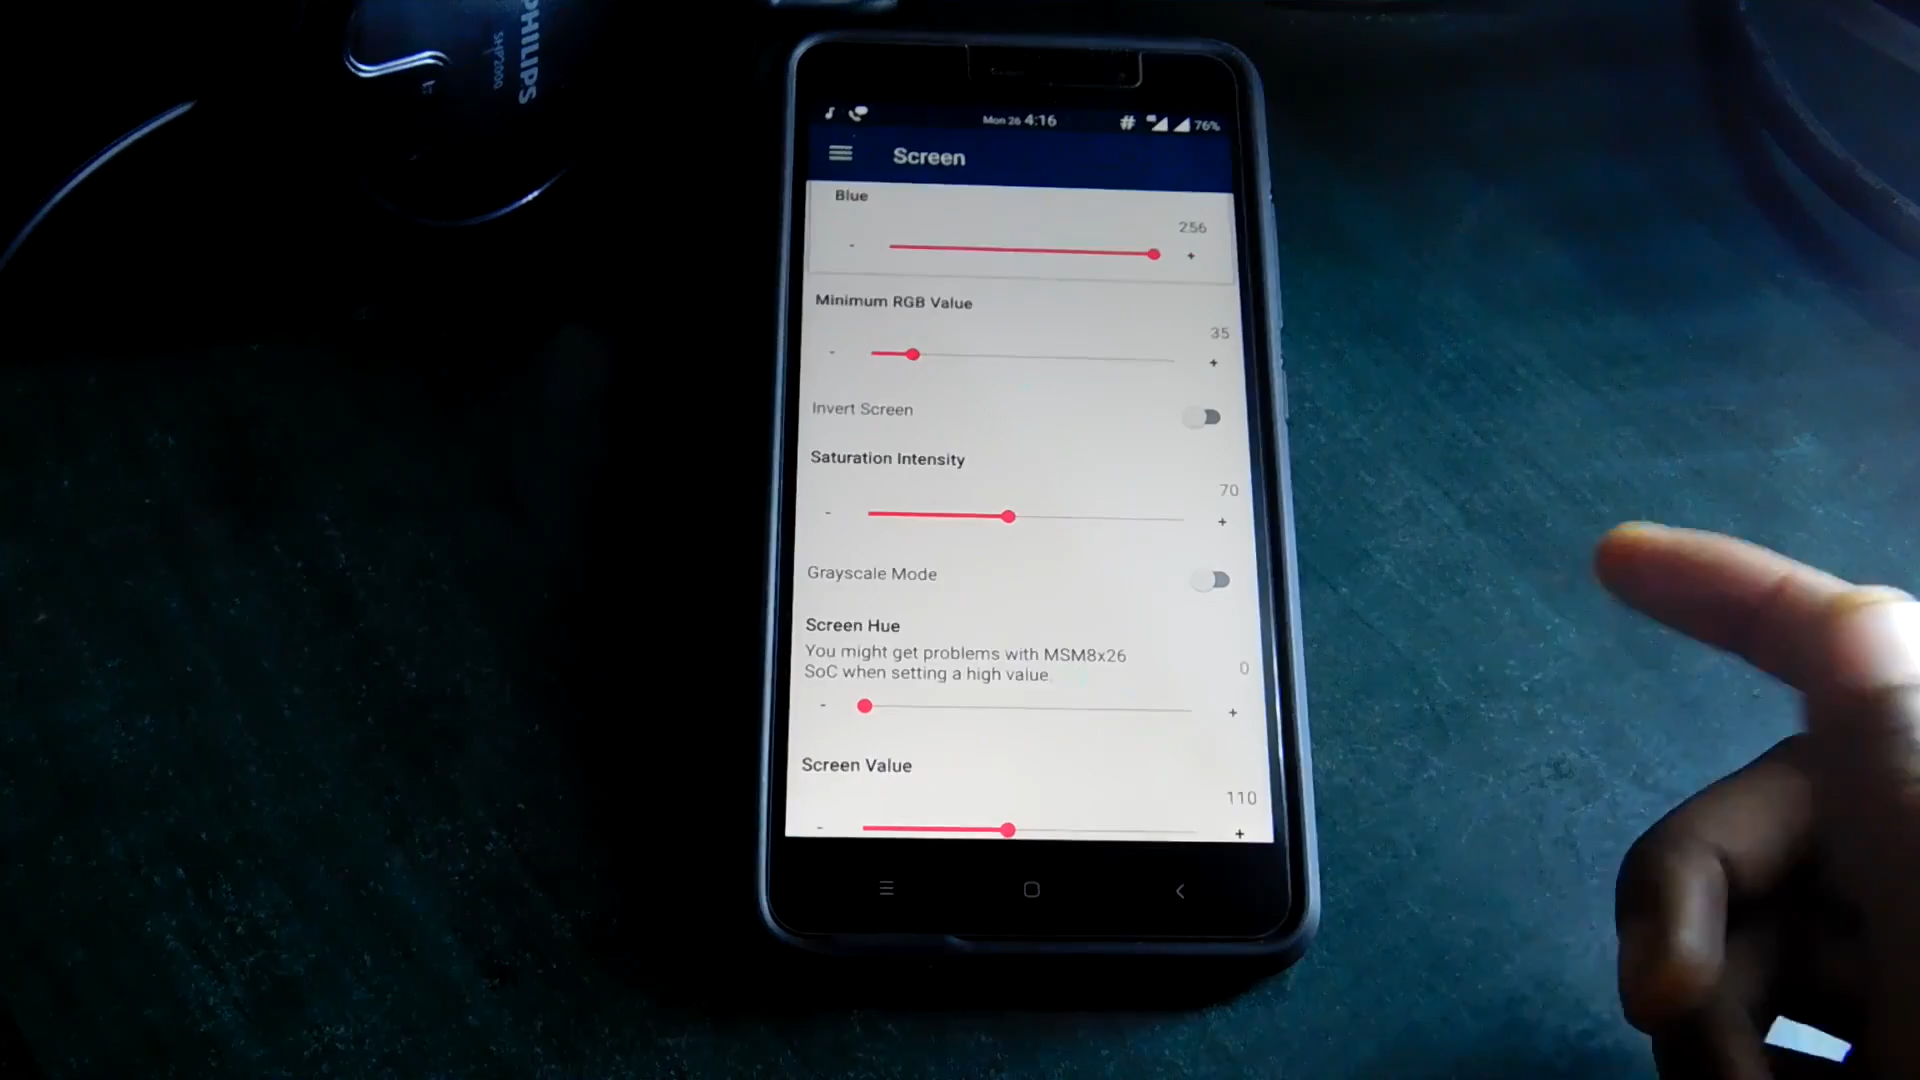 PHILIPS
SHP2000
Mon 26 4:16
# 76%
Screen
Blue
256
- +
Minimum RGB Value
35
- +
Invert Screen
Saturation Intensity
70
- +
Grayscale Mode
Screen Hue
You might get problems with MSM8x26
SoC when setting a high value
0
- +
Screen Value
110
- +